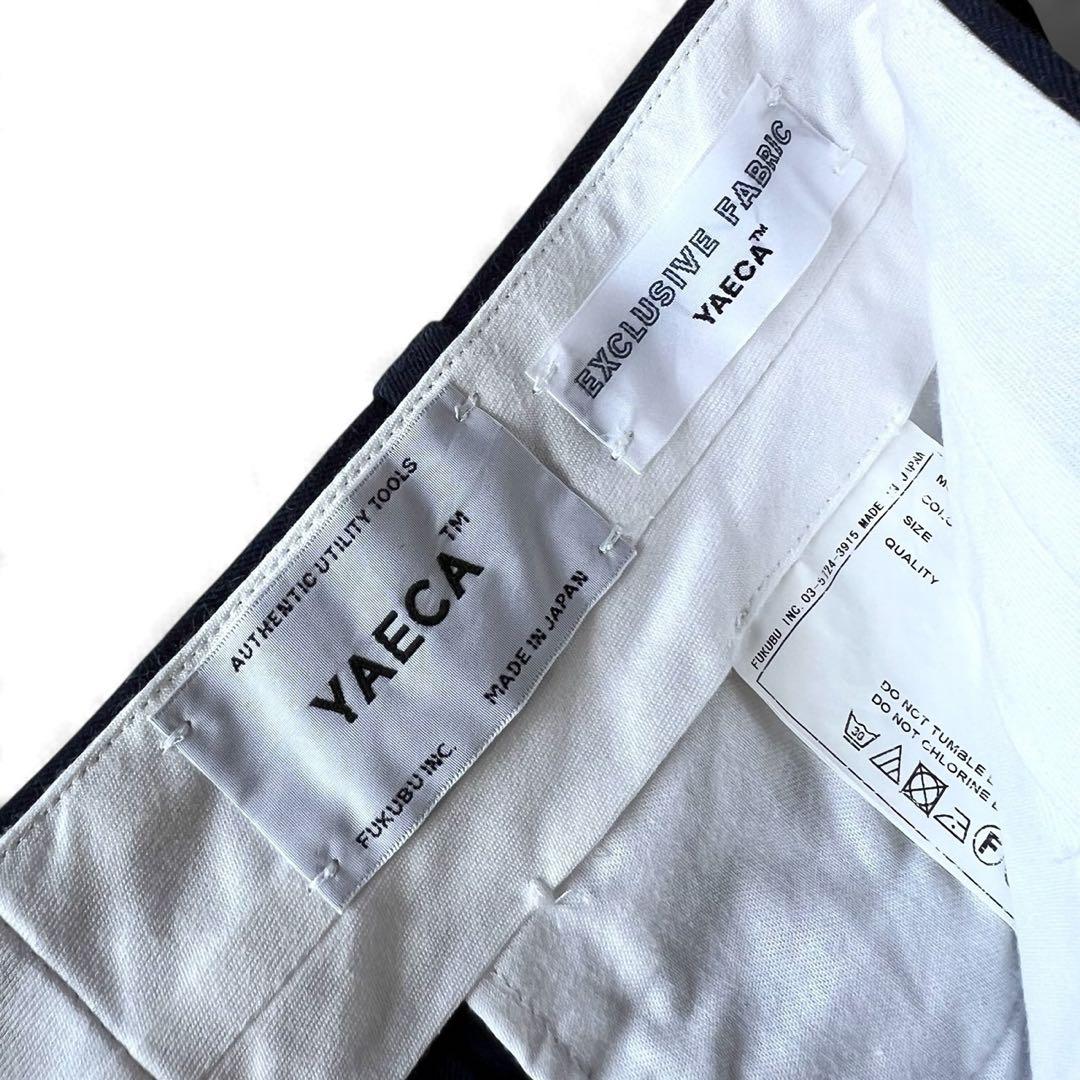 EXCLUSIVE FABRIC
YAECA™
AUTHENTIC UTILITY TOOLS
YAECA™
FUKUBU INC. MADE IN JAPAN
FUKUBU INC. 03-5724-3915 MADE IN JAPAN
SIZE
QUALITY
DO NOT TUMBLE
DO NOT CHLORINE
30
F